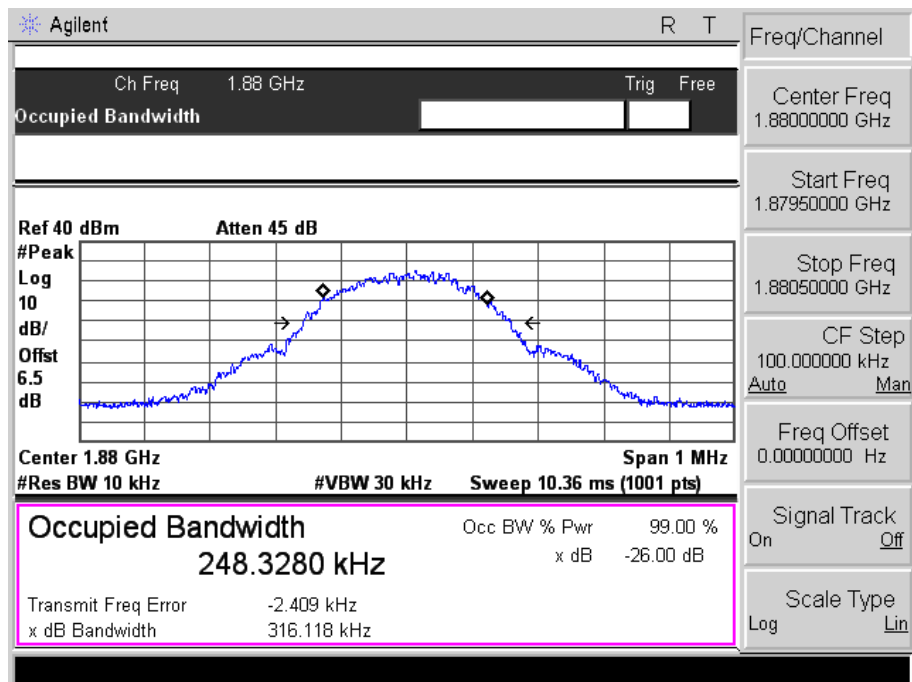 Agilent R T
Freq/Channel
Ch Freq 1.88 GHz Trig Free
Occupied Bandwidth
Center Freq
1.88000000 GHz
Start Freq
1.87950000 GHz
Stop Freq
1.88050000 GHz
CF Step
100.000000 kHz
Auto Man
Freq Offset
0.00000000 Hz
Signal Track
On Off
Scale Type
Log Lin
Ref 40 dBm Atten 45 dB
#Peak
Log
10
dB/
Offst
6.5
dB
Center 1.88 GHz Span 1 MHz
#Res BW 10 kHz #VBW 30 kHz Sweep 10.36 ms (1001 pts)
Occupied Bandwidth
248.3280 kHz
Occ BW % Pwr 99.00 %
x dB -26.00 dB
Transmit Freq Error -2.409 kHz
x dB Bandwidth 316.118 kHz